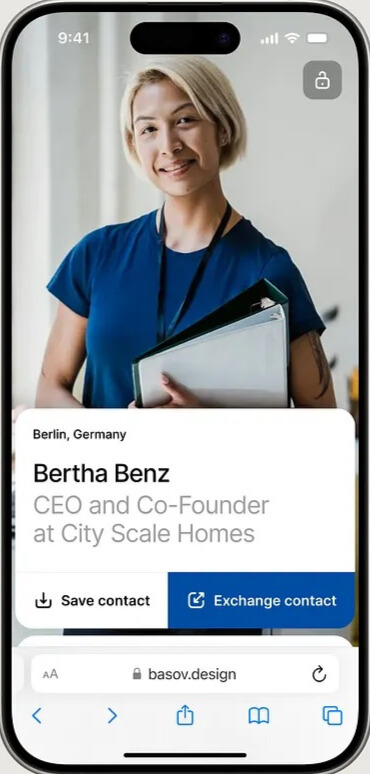 9:41
Berlin, Germany
Bertha Benz
CEO and Co-Founder
at City Scale Homes
Save contact
Exchange contact
AA
basov.design